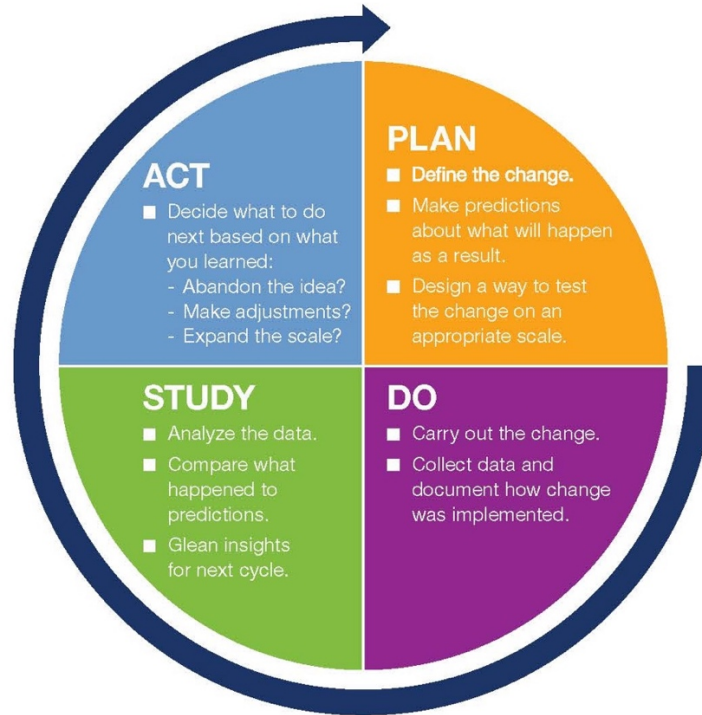 PLAN
■ Define the change.
■ Make predictions
about what will happen
as a result.
■ Design a way to test
the change on an
appropriate scale.
DO
■ Carry out the change.
■ Collect data and
document how change
was implemented.
STUDY
■ Analyze the data.
■ Compare what
happened to
predictions.
■ Glean insights
for next cycle.
ACT
■ Decide what to do
next based on what
you learned:
- Abandon the idea?
- Make adjustments?
- Expand the scale?